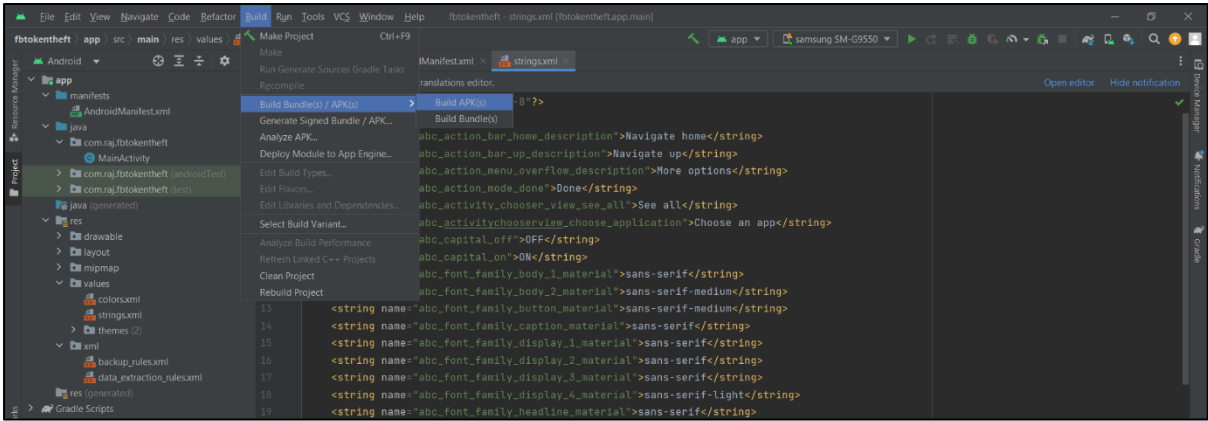 File Edit View Navigate Code Refactor Build Run Tools VCS Window Help fbtokentheft - strings.xml [fbtokentheft.app.main]
fbtokentheft app src main res values
app samsung SM-G9550
Resource Manager
Project
Android
app
manifests
AndroidManifest.xml
java
com.raj.fbtokentheft
MainActivity
com.raj.fbtokentheft (androidTest)
com.raj.fbtokentheft (test)
java (generated)
res
drawable
layout
mipmap
values
colors.xml
strings.xml
themes (2)
xml
backup_rules.xml
data_extraction_rules.xml
res (generated)
Gradle Scripts
Make Project Ctrl+F9
Make
Run Generate Sources Gradle Tasks
Recompile
Build Bundle(s) / APK(s)
Generate Signed Bundle / APK...
Analyze APK...
Deploy Module to App Engine...
Edit Build Types...
Edit Flavors...
Edit Libraries and Dependencies...
Select Build Variant...
Analyze Build Performance
Refresh Linked C++ Projects
Clean Project
Rebuild Project
Build APK(s)
Build Bundle(s)
dManifest.xml strings.xml
ranslations editor. Open editor Hide notification
-8"?>
abc_action_bar_home_description">Navigate home</string>
abc_action_bar_up_description">Navigate up</string>
abc_action_menu_overflow_description">More options</string>
abc_action_mode_done">Done</string>
abc_activity_chooser_view_see_all">See all</string>
abc_activitychooserview_choose_application">Choose an app</string>
abc_capital_off">OFF</string>
abc_capital_on">ON</string>
abc_font_family_body_1_material">sans-serif</string>
abc_font_family_body_2_material">sans-serif-medium</string>
13 <string name="abc_font_family_button_material">sans-serif-medium</string>
14 <string name="abc_font_family_caption_material">sans-serif</string>
15 <string name="abc_font_family_display_1_material">sans-serif</string>
16 <string name="abc_font_family_display_2_material">sans-serif</string>
17 <string name="abc_font_family_display_3_material">sans-serif</string>
18 <string name="abc_font_family_display_4_material">sans-serif-light</string>
19 <string name="abc_font_family_headline_material">sans-serif</string>
Device Manager
Notifications
Gradle